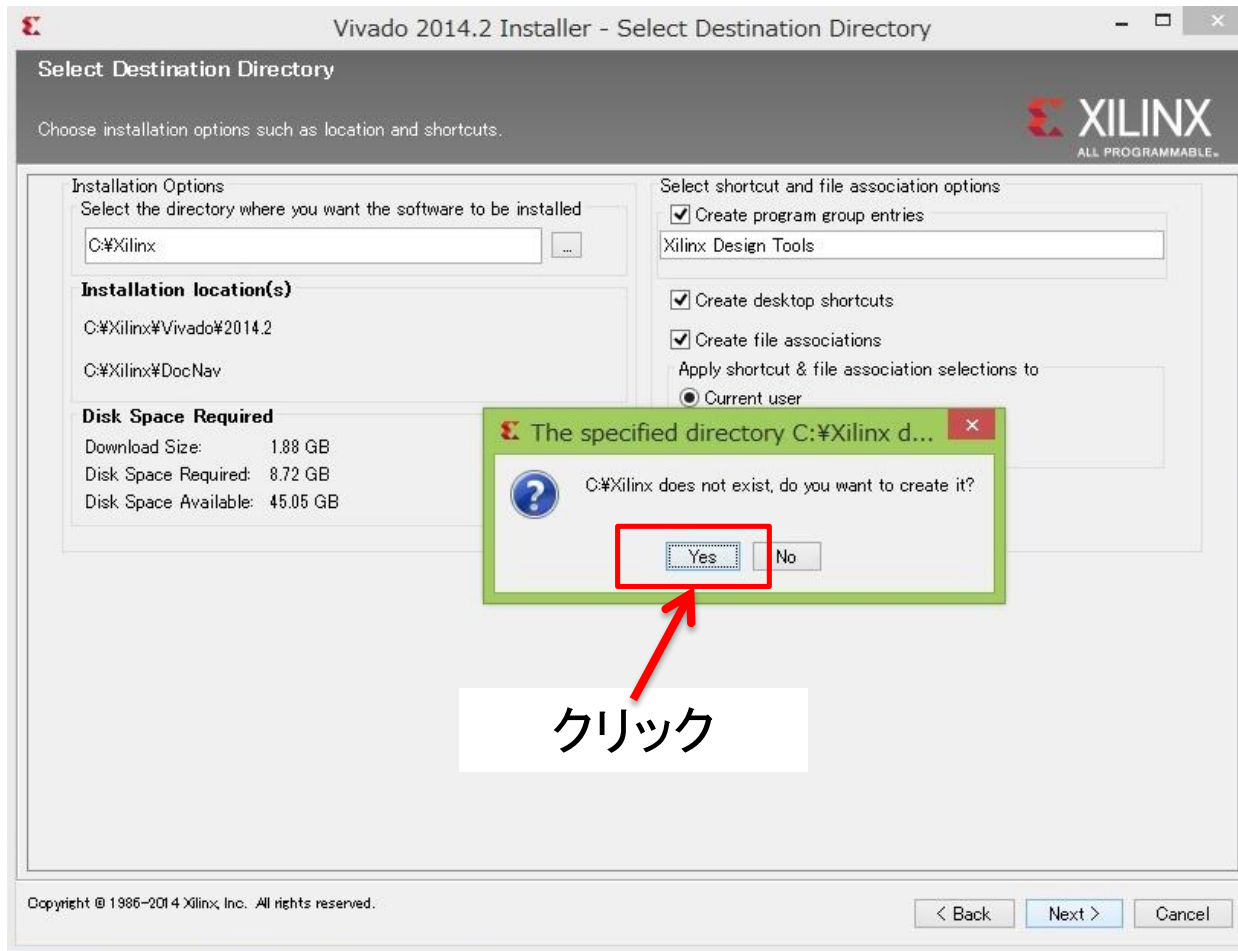 Vivado 2014.2 Installer - Select Destination Directory
Select Destination Directory
Choose installation options such as location and shortcuts.
XILINX
ALL PROGRAMMABLE.
Installation Options
Select the directory where you want the software to be installed
C:¥Xilinx
...
Installation location(s)
C:¥Xilinx¥Vivado¥2014.2
C:¥Xilinx¥DocNav
Disk Space Required
Download Size: 1.88 GB
Disk Space Required: 8.72 GB
Disk Space Available: 45.05 GB
Select shortcut and file association options
Create program group entries
Xilinx Design Tools
Create desktop shortcuts
Create file associations
Apply shortcut & file association selections to
Current user
The specified directory C:¥Xilinx d...
C:¥Xilinx does not exist, do you want to create it?
Yes No
クリック
Copyright © 1986-2014 Xilinx, Inc. All rights reserved.
< Back Next > Cancel